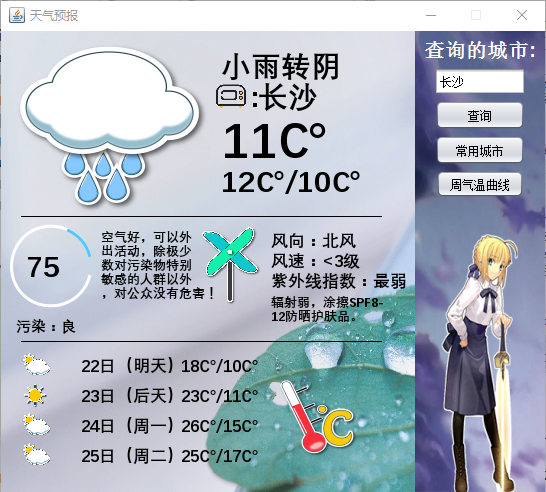 天气预报
小雨转阴
:长沙
11C°
12C°/10C°
75
污染：良
空气好，可以外
出活动，除极少
数对污染物特别
敏感的人群以外
，对公众没有危害！
风向：北风
风速：<3级
紫外线指数：最弱
辐射弱，涂擦SPF8-
12防晒护肤品。
22日（明天）18C°/10C°
23日（后天）23C°/11C°
24日（周一）26C°/15C°
25日（周二）25C°/17C°
°C
查询的城市:
长沙
查询
常用城市
周气温曲线